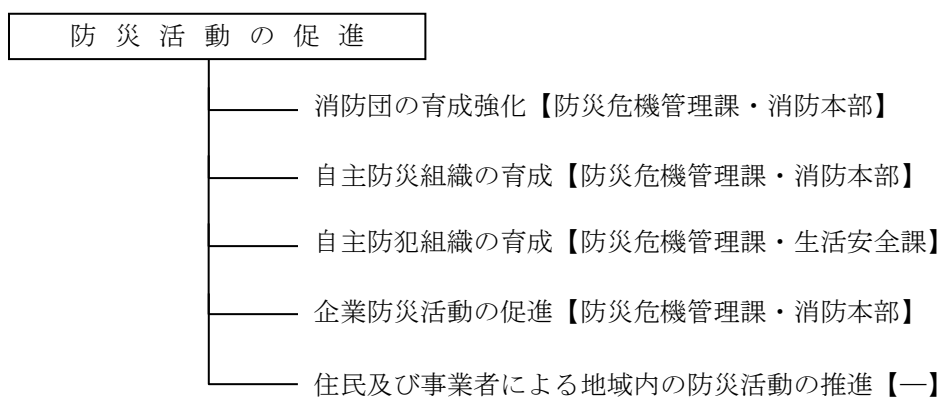 防災活動の促進
消防団の育成強化【防災危機管理課・消防本部】
自主防災組織の育成【防災危機管理課・消防本部】
自主防犯組織の育成【防災危機管理課・生活安全課】
企業防災活動の促進【防災危機管理課・消防本部】
住民及び事業者による地域内の防災活動の推進【―】